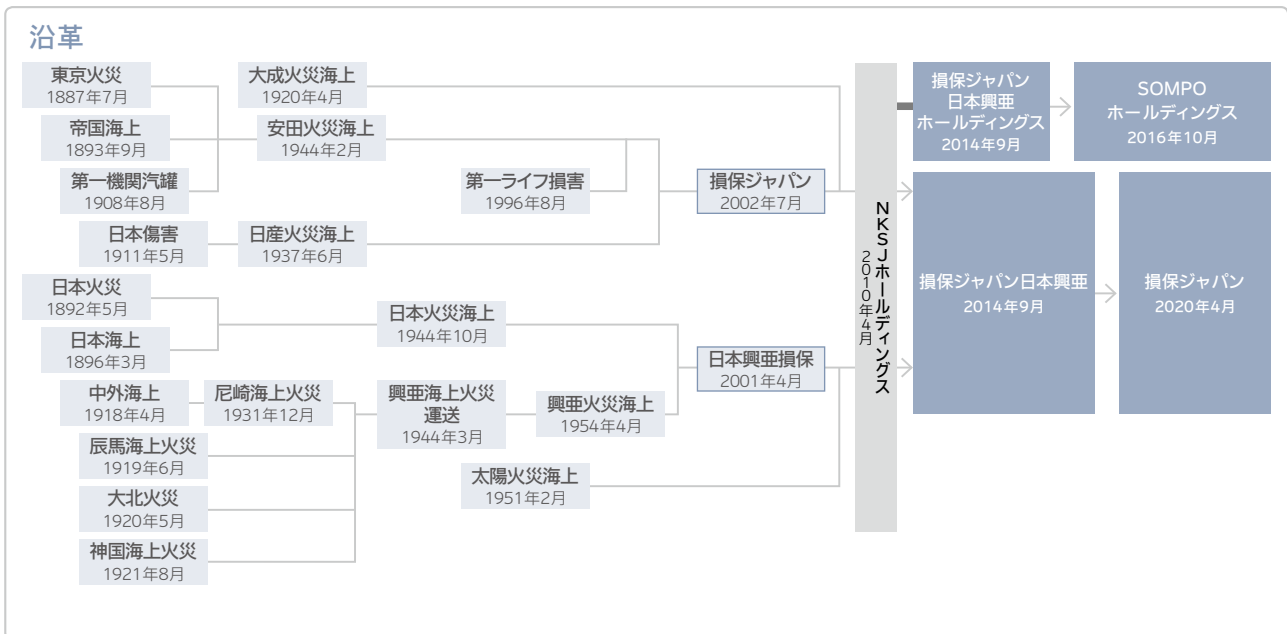 沿革
東京火災
1887年7月
帝国海上
1893年9月
第一機関汽罐
1908年8月
日本傷害
1911年5月
大成火災海上
1920年4月
安田火災海上
1944年2月
日産火災海上
1937年6月
第一ライフ損害
1996年8月
損保ジャパン
2002年7月
日本火災
1892年5月
日本海上
1896年3月
日本火災海上
1944年10月
中外海上
1918年4月
尼崎海上火災
1931年12月
辰馬海上火災
1919年6月
大北火災
1920年5月
神国海上火災
1921年8月
興亜海上火災
運送
1944年3月
興亜火災海上
1954年4月
太陽火災海上
1951年2月
日本興亜損保
2001年4月
NKSJホールディングス
2010年4月
損保ジャパン
日本興亜
ホールディングス
2014年9月
SOMPO
ホールディングス
2016年10月
損保ジャパン日本興亜
2014年9月
損保ジャパン
2020年4月